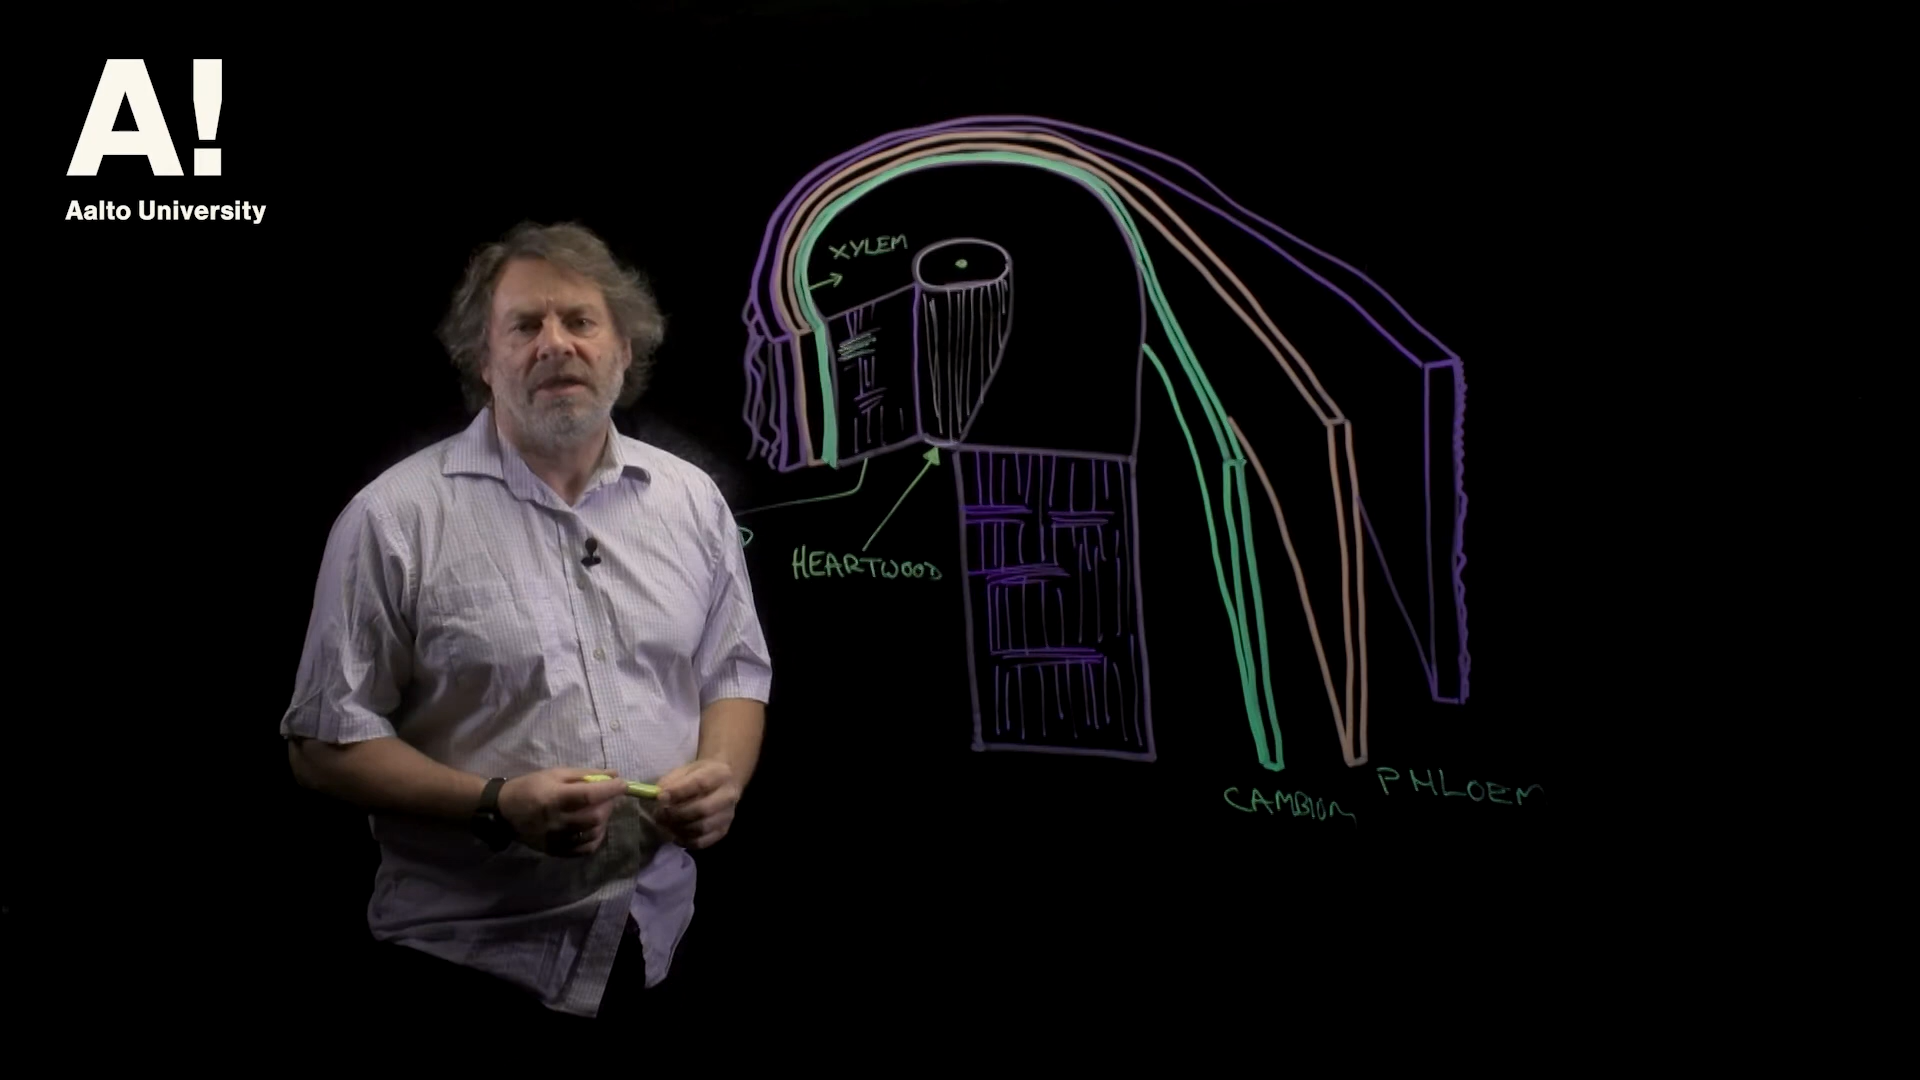 A!
Aalto University
XYLEM
D
HEARTWOOD
CAMBIUM
PHLOEM